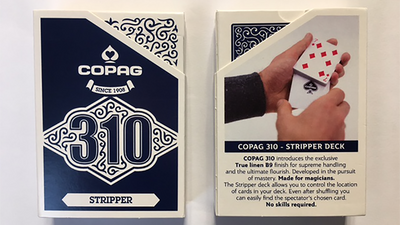 COPAG
SINCE 1908
310
STRIPPER
COPAG 310 - STRIPPER DECK
COPAG 310 introduces the exclusive
True linen B9 finish for supreme handling
and the ultimate flourish. Developed in the pursuit
of mastery. Made for magicians.
The Stripper deck allows you to control the location
of cards in your deck. Even after shuffling you
can easily find the spectator's chosen card.
No skills required.